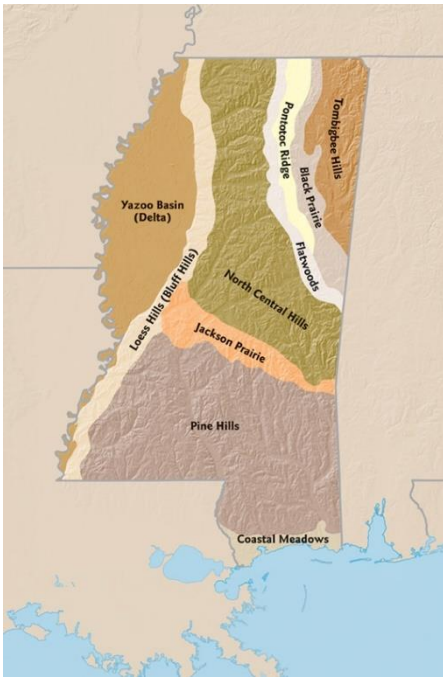 Yazoo Basin
(Delta)
Loess Hills (Bluff Hills)
North Central Hills
Pontotoc Ridge
Black Prairie
Tombigbee Hills
Flatwoods
Jackson Prairie
Pine Hills
Coastal Meadows